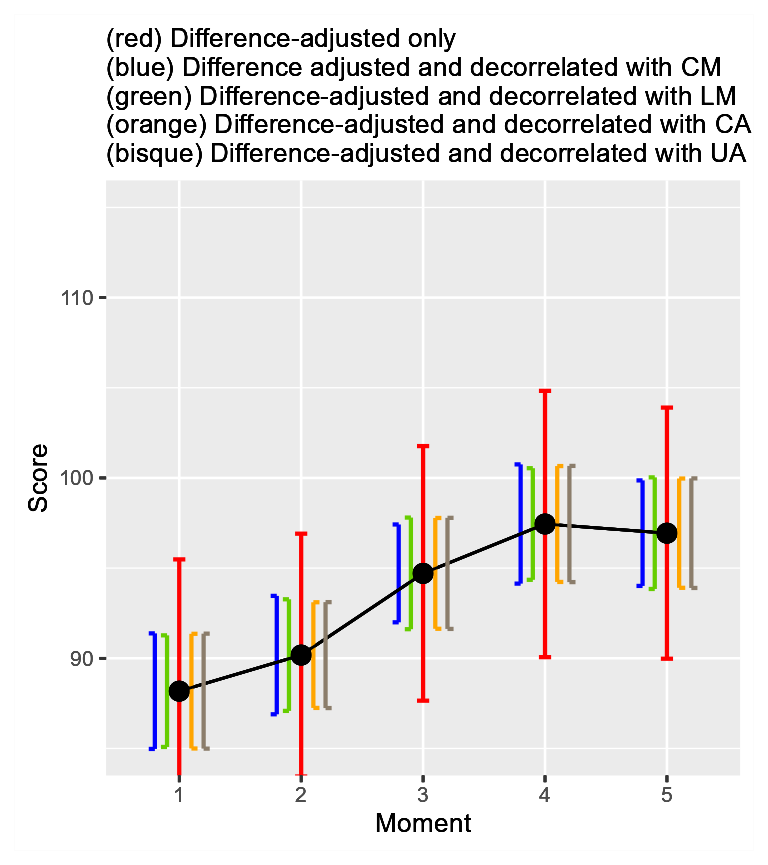 (red) Difference-adjusted only
(blue) Difference adjusted and decorrelated with CM
(green) Difference-adjusted and decorrelated with LM
(orange) Difference-adjusted and decorrelated with CA
(bisque) Difference-adjusted and decorrelated with UA
110
100
90
Score
1 2 3 4 5
Moment